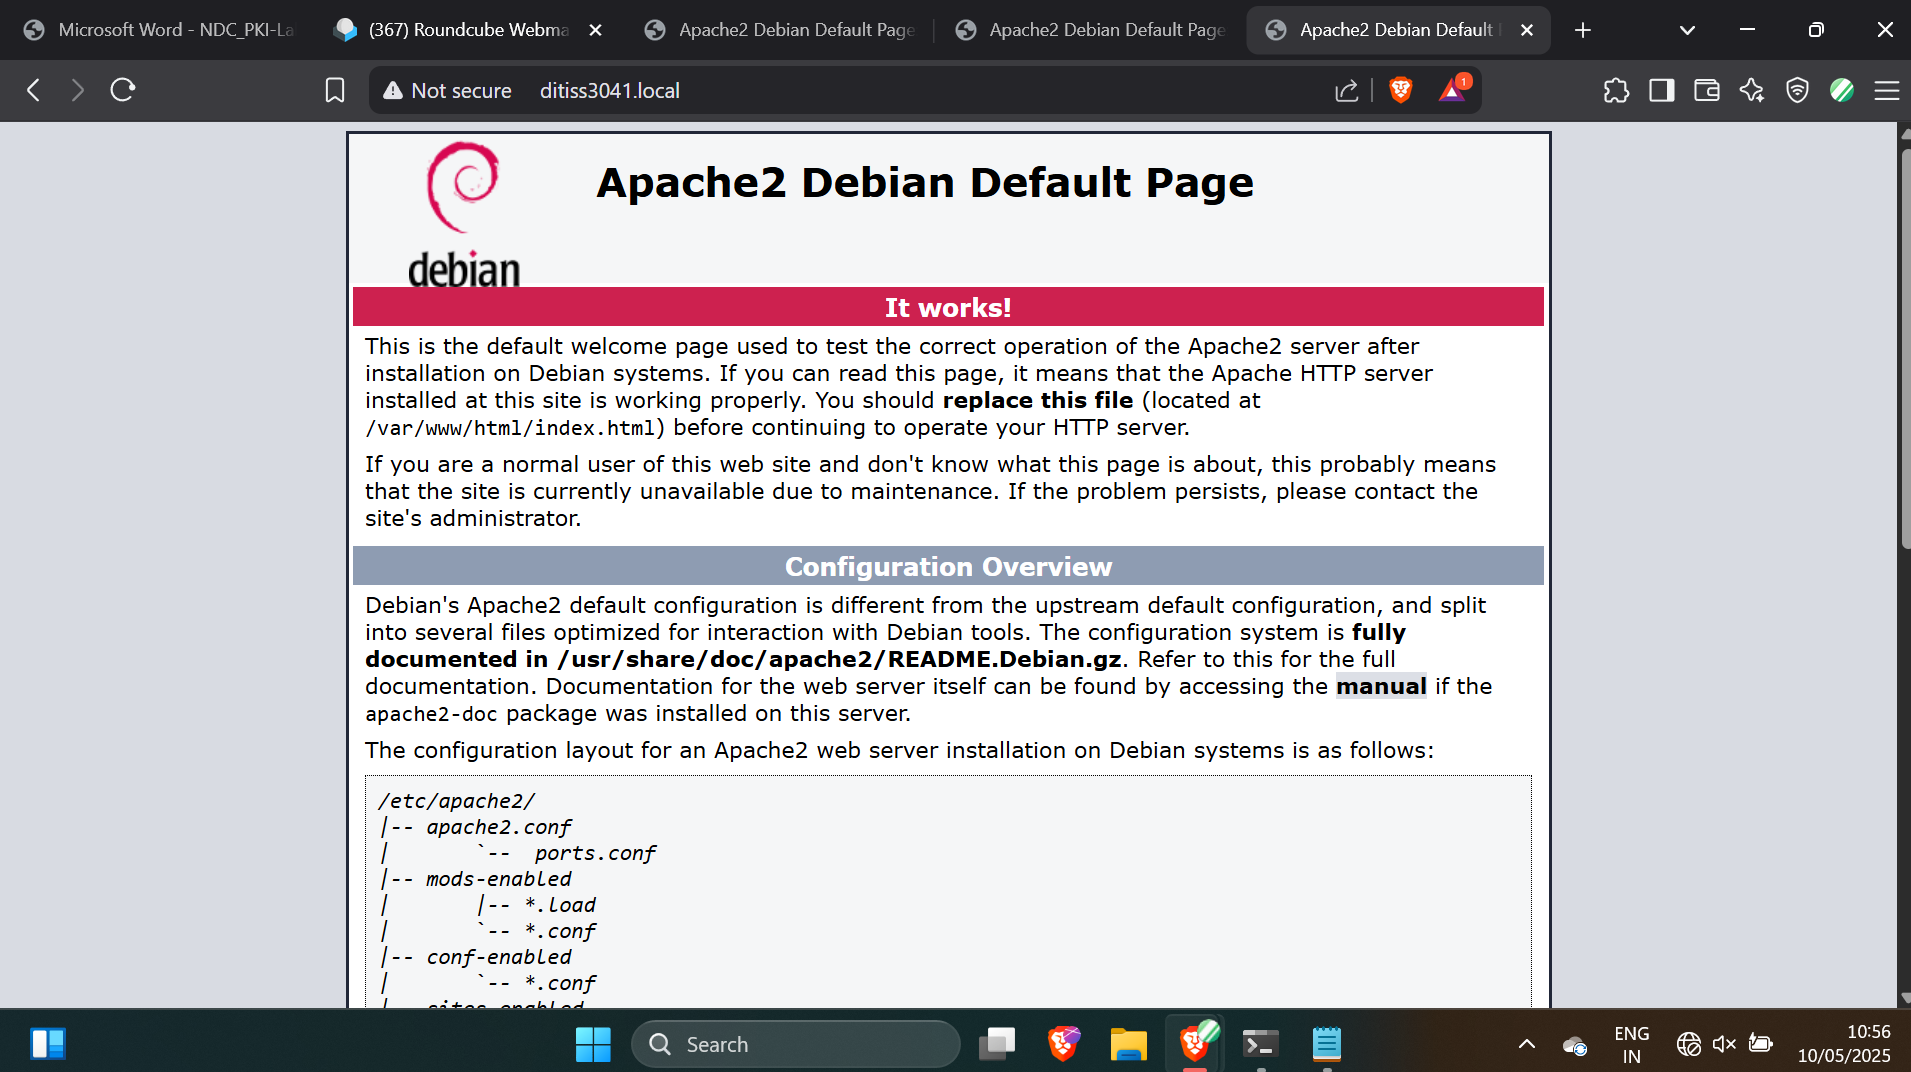 Microsoft Word - NDC_PKI-La
(367) Roundcube Webma
Apache2 Debian Default Page
Apache2 Debian Default Page
Apache2 Debian Default
Not secure
ditiss3041.local
1
debian
Apache2 Debian Default Page
It works!
This is the default welcome page used to test the correct operation of the Apache2 server after
installation on Debian systems. If you can read this page, it means that the Apache HTTP server
installed at this site is working properly. You should replace this file (located at
/var/www/html/index.html) before continuing to operate your HTTP server.
If you are a normal user of this web site and don't know what this page is about, this probably means
that the site is currently unavailable due to maintenance. If the problem persists, please contact the
site's administrator.
Configuration Overview
Debian's Apache2 default configuration is different from the upstream default configuration, and split
into several files optimized for interaction with Debian tools. The configuration system is fully
documented in /usr/share/doc/apache2/README.Debian.gz. Refer to this for the full
documentation. Documentation for the web server itself can be found by accessing the manual if the
apache2-doc package was installed on this server.
The configuration layout for an Apache2 web server installation on Debian systems is as follows:
/etc/apache2/
|-- apache2.conf
|       `--  ports.conf
|-- mods-enabled
|       |-- *.load
|       `-- *.conf
|-- conf-enabled
|       `-- *.conf
|-- sites-enabled
Search
ENG
IN
10:56
10/05/2025